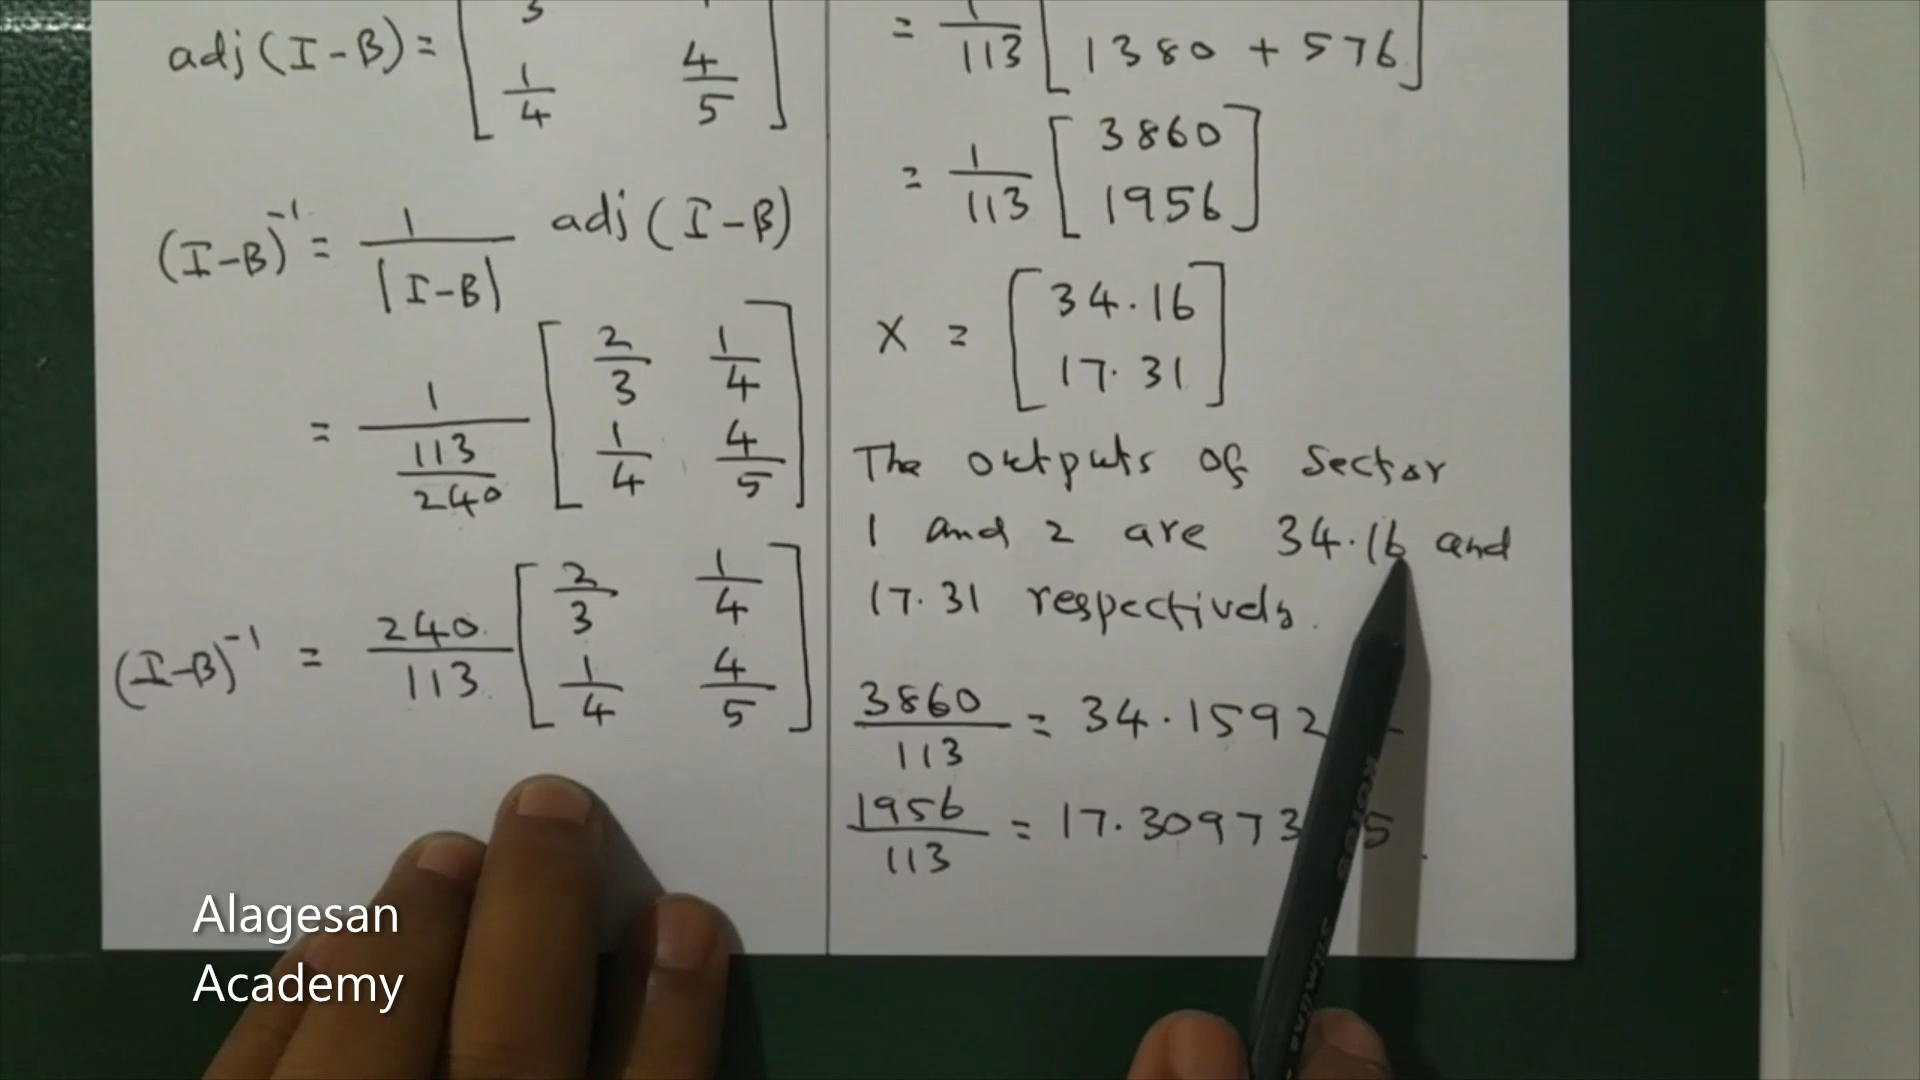 adj(I-B) = [ 3
1/4 4/5 ]
(I-B)⁻¹ = 1/|I-B| adj(I-B)
= 1/(113/240) [ 2/3 1/4
1/4 4/5 ]
(I-B)⁻¹ = 240/113 [ 2/3 1/4
1/4 4/5 ]
= 1/113 [ 1380 + 576 ]
= 1/113 [ 3860
1956 ]
X = [ 34.16
17.31 ]
The outputs of Sector
1 and 2 are 34.16 and
17.31 respectively.
3860/113 = 34.1592
1956/113 = 17.30973 5
Alagesan
Academy